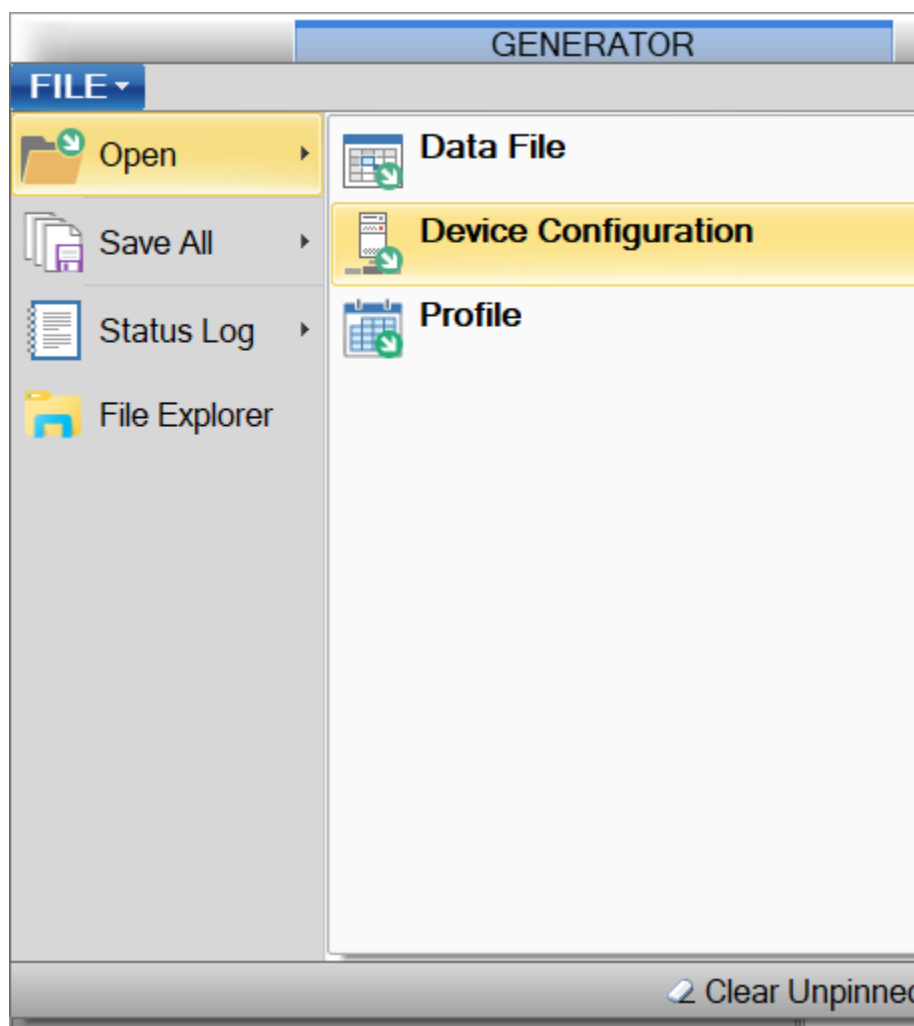 GENERATOR
FILE
Open
Save All
Status Log
File Explorer
Data File
Device Configuration
Profile
Clear Unpinned